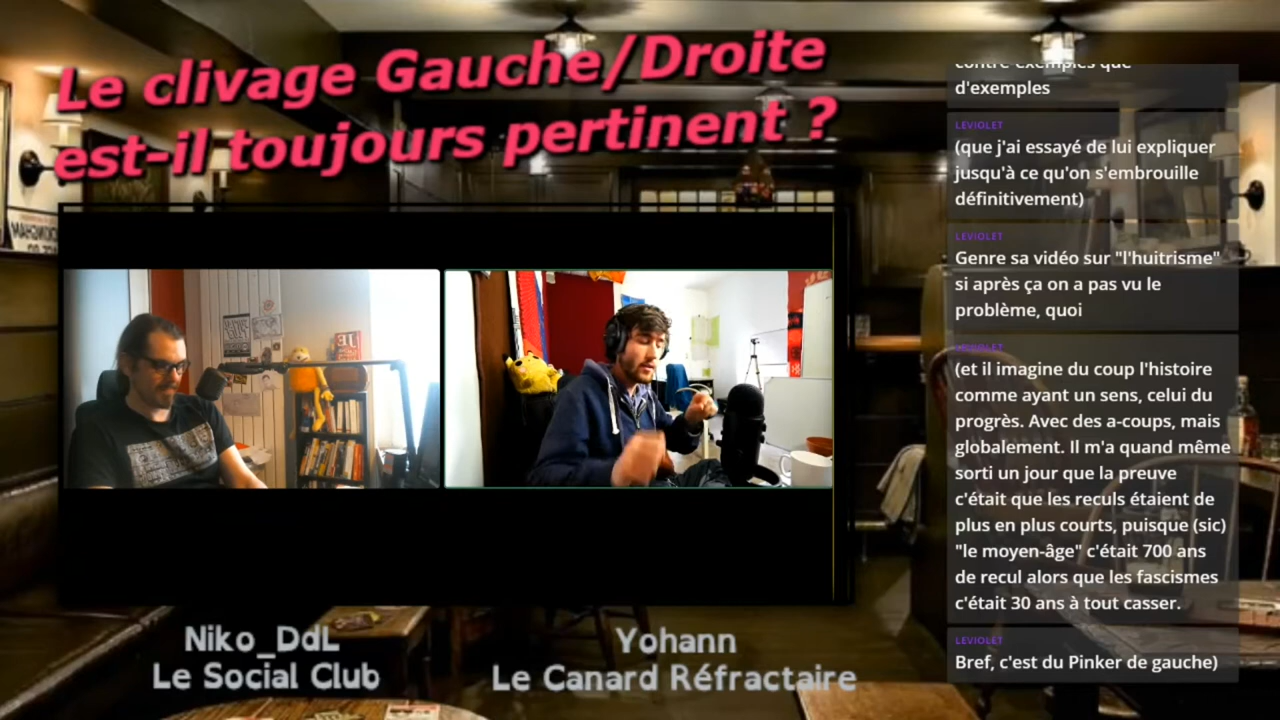 Le clivage Gauche/Droite
est-il toujours pertinent ?
contre-exemples que
d'exemples
LEVIOLET
(que j'ai essayé de lui expliquer
jusqu'à ce qu'on s'embrouille
définitivement)
LEVIOLET
Genre sa vidéo sur "l'huitrisme"
si après ça on a pas vu le
problème, quoi
LEVIOLET
(et il imagine du coup l'histoire
comme ayant un sens, celui du
progrès. Avec des a-coups, mais
globalement. Il m'a quand même
sorti un jour que la preuve
c'était que les reculs étaient de
plus en plus courts, puisque (sic)
"le moyen-âge" c'était 700 ans
de recul alors que les fascismes
c'était 30 ans à tout casser.
LEVIOLET
Bref, c'est du Pinker de gauche)
Niko_DdL
Le Social Club
Yohann
Le Canard Réfractaire